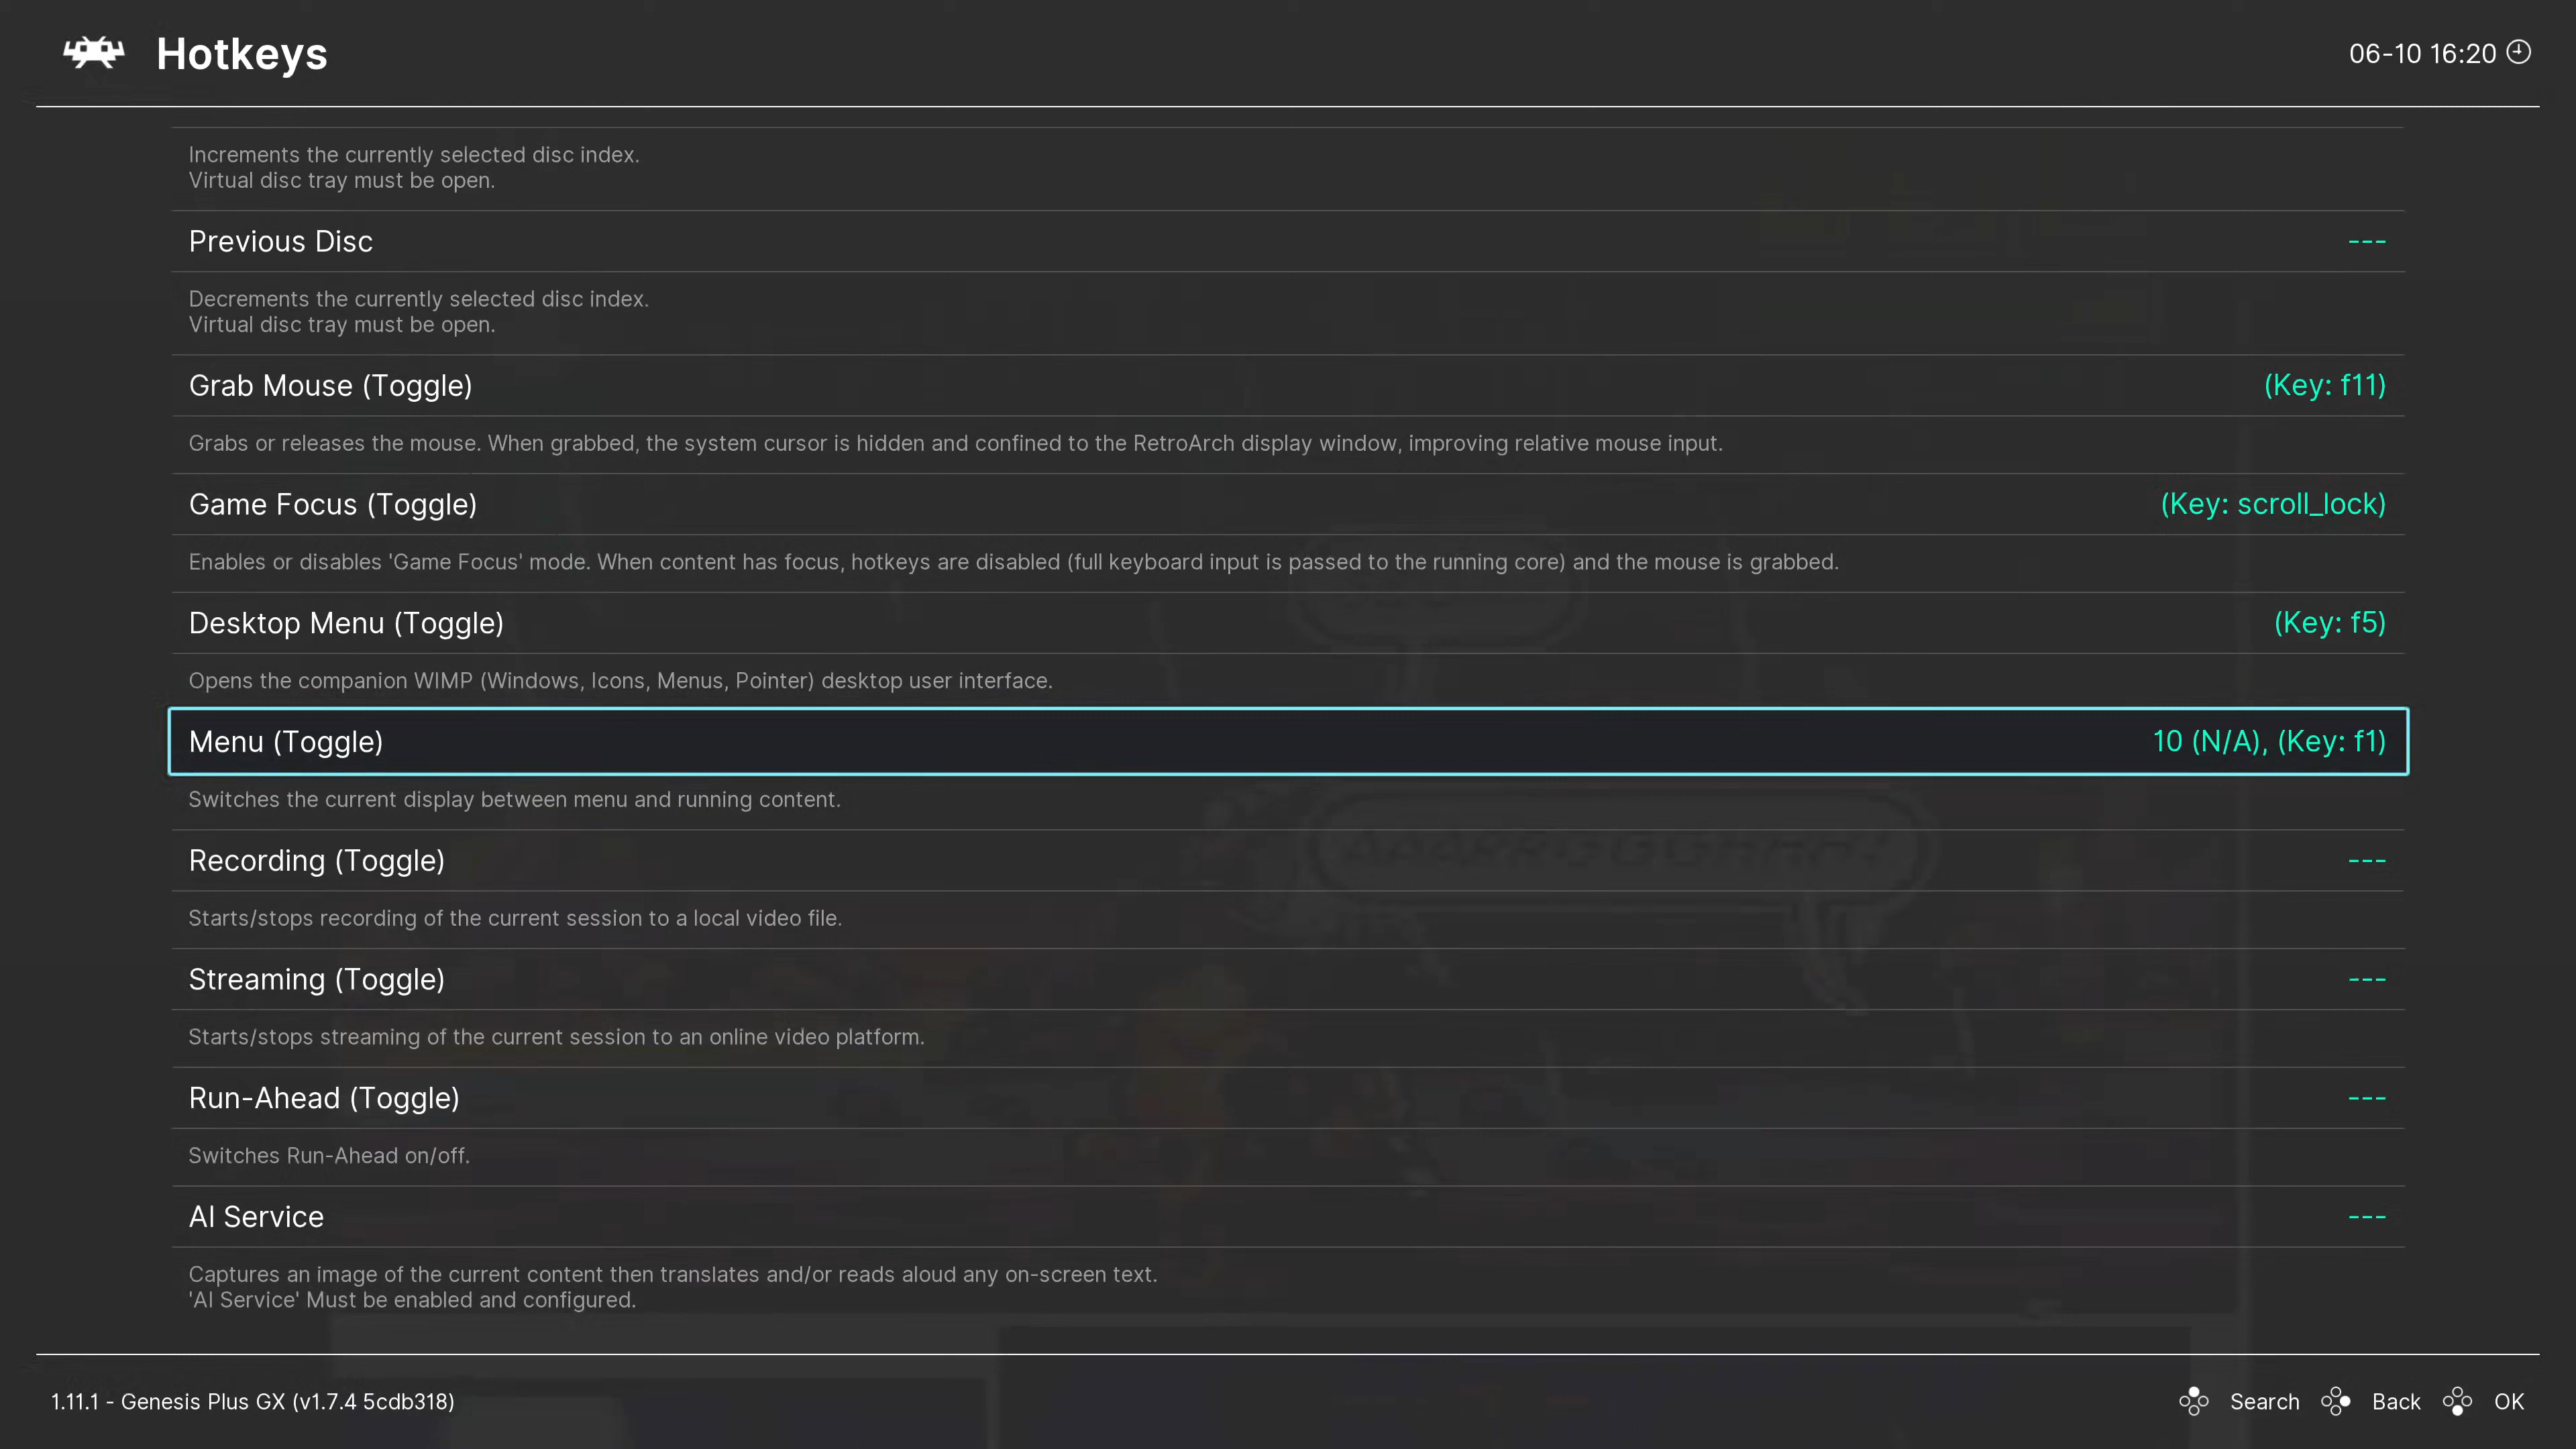 Hotkeys
06-10 16:20
Increments the currently selected disc index.
Virtual disc tray must be open.
Previous Disc
---
Decrements the currently selected disc index.
Virtual disc tray must be open.
Grab Mouse (Toggle)
(Key: f11)
Grabs or releases the mouse. When grabbed, the system cursor is hidden and confined to the RetroArch display window, improving relative mouse input.
Game Focus (Toggle)
(Key: scroll_lock)
Enables or disables 'Game Focus' mode. When content has focus, hotkeys are disabled (full keyboard input is passed to the running core) and the mouse is grabbed.
Desktop Menu (Toggle)
(Key: f5)
Opens the companion WIMP (Windows, Icons, Menus, Pointer) desktop user interface.
Menu (Toggle)
10 (N/A), (Key: f1)
Switches the current display between menu and running content.
Recording (Toggle)
---
Starts/stops recording of the current session to a local video file.
Streaming (Toggle)
---
Starts/stops streaming of the current session to an online video platform.
Run-Ahead (Toggle)
---
Switches Run-Ahead on/off.
AI Service
---
Captures an image of the current content then translates and/or reads aloud any on-screen text.
'AI Service' Must be enabled and configured.
1.11.1 - Genesis Plus GX (v1.7.4 5cdb318)
Search
Back
OK